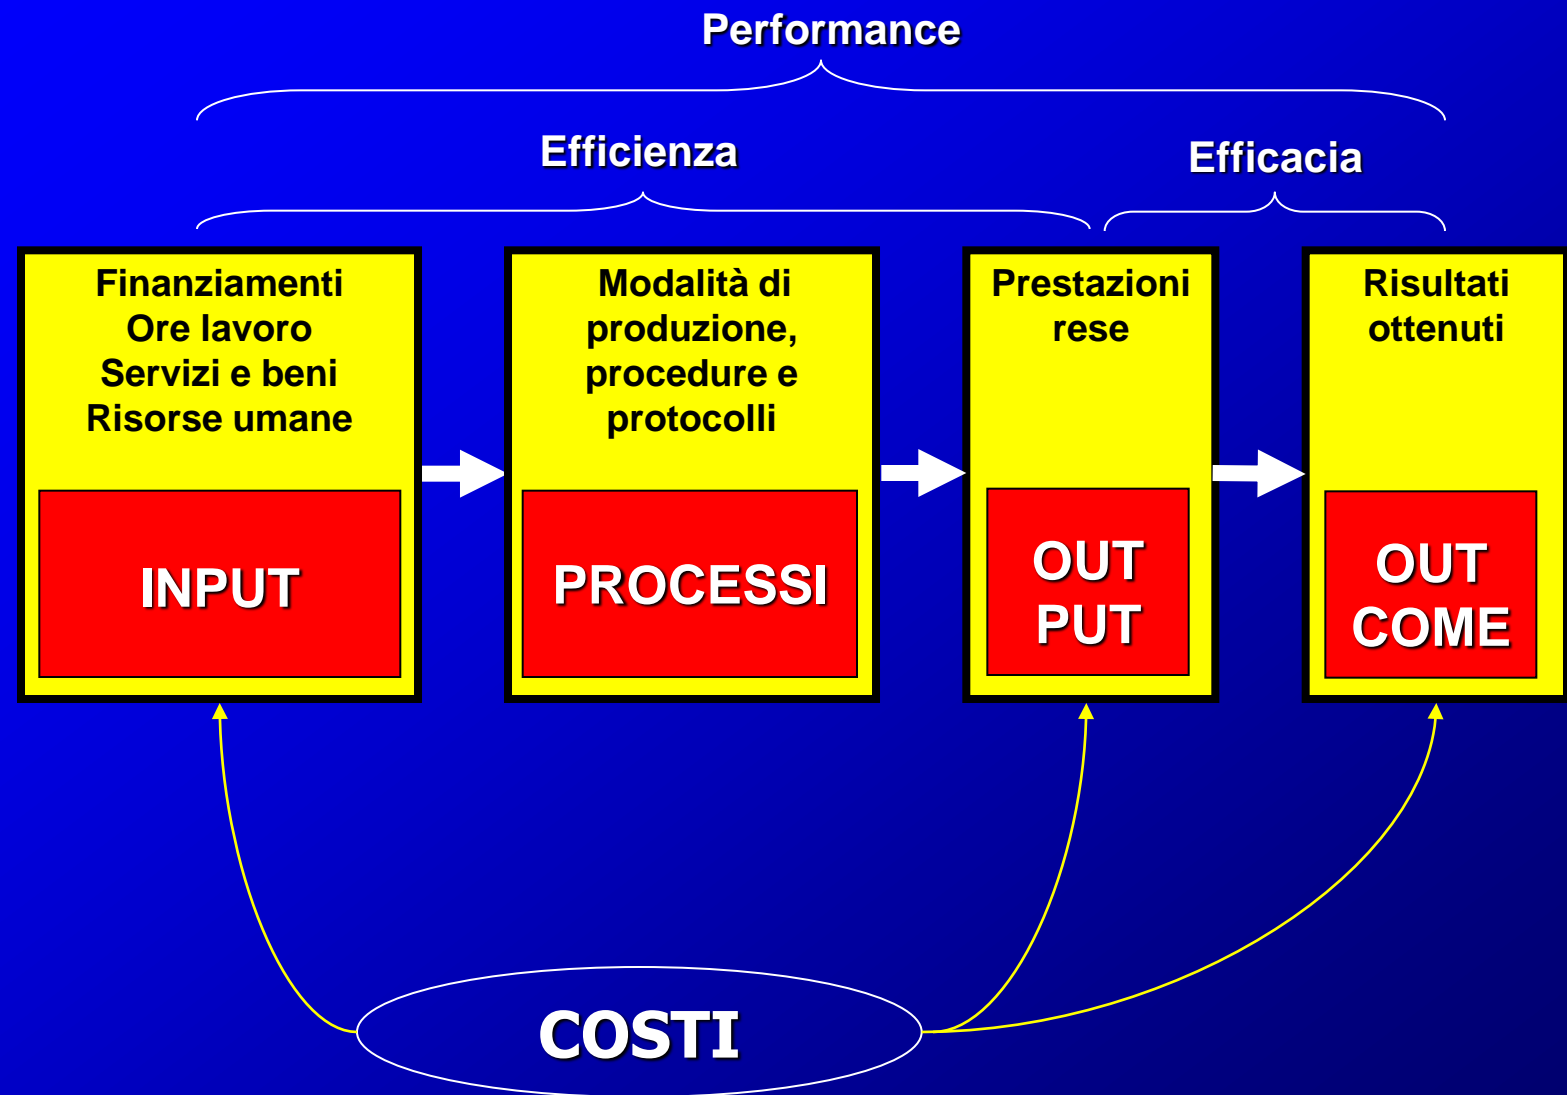 Performance
Efficienza
Efficacia
Finanziamenti
Ore lavoro
Servizi e beni
Risorse umane
INPUT
Modalità di
produzione,
procedure e
protocolli
PROCESSI
Prestazioni
rese
OUT
PUT
Risultati
ottenuti
OUT
COME
COSTI